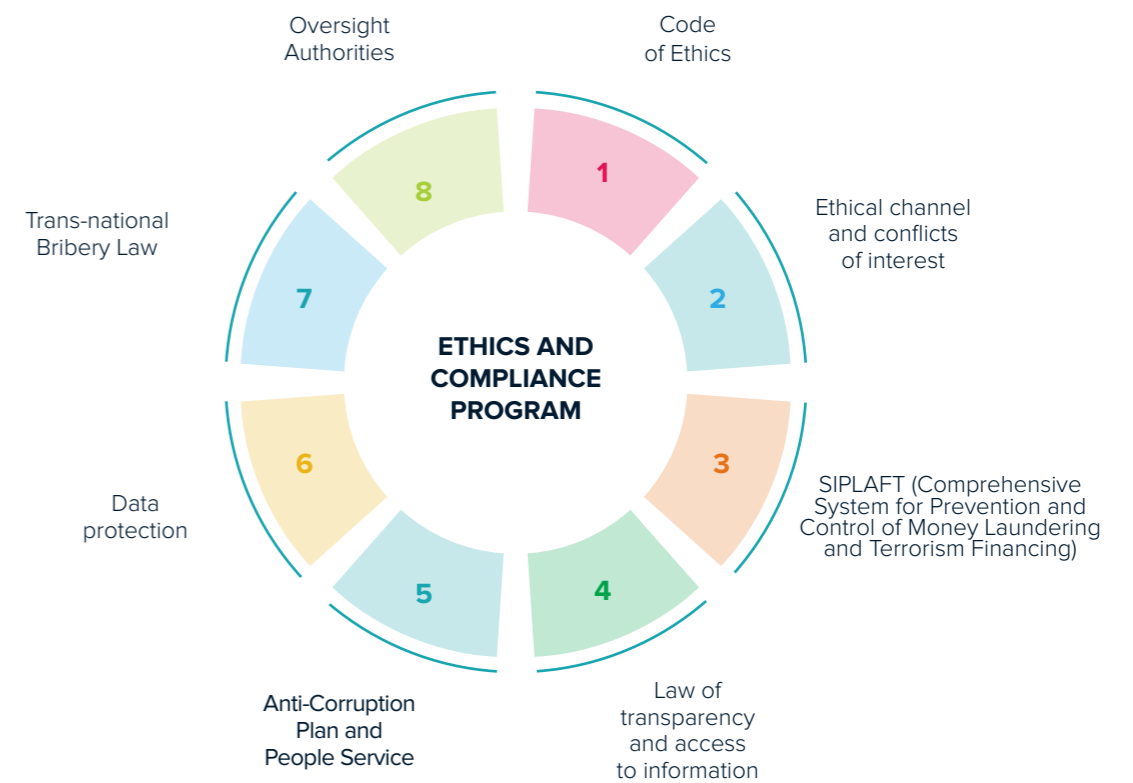 Oversight
Authorities
Code
of Ethics
8
1
Trans-national
Bribery Law
Ethical channel
and conflicts
of interest
7
2
ETHICS AND
COMPLIANCE
PROGRAM
6
3
Data
protection
SIPLAFT (Comprehensive
System for Prevention and
Control of Money Laundering
and Terrorism Financing)
5
4
Anti-Corruption
Plan and
People Service
Law of
transparency
and access
to information